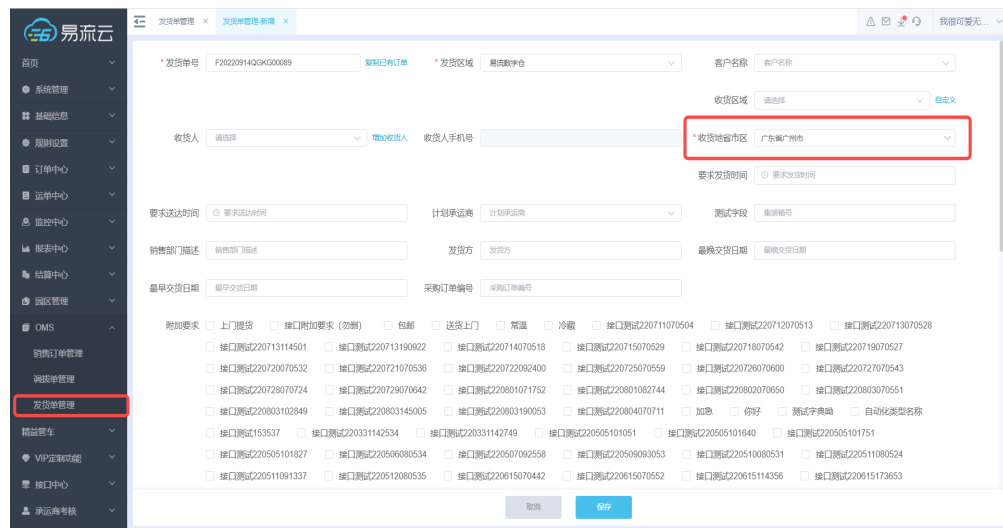 易流云
发货单管理 × 发货单管理-新增 ×
我很可爱无...
首页
系统管理
基础信息
规则设置
订单中心
运单中心
监控中心
报表中心
结算中心
园区管理
OMS
销售订单管理
调拨单管理
发货单管理
精益管车
VIP定制功能
接口中心
承运商考核
* 发货单号 F20220914QGKG00089 复制已有订单 * 发货区域 易流数字仓 客户名称 客户名称
收货区域 请选择 自定义
收货人 请选择 增加收货人 收货人手机号 * 收货地省市区 广东省广州市
要求发货时间 要求发货时间
要求送达时间 要求送达时间 计划承运商 计划承运商 测试字段 集装箱号
销售部门描述 销售部门描述 发货方 发货方 最晚交货日期 最晚交货日期
最早交货日期 最早交货日期 采购订单编号 采购订单编号
附加要求 上门提货 接口附加要求 (勿删) 包邮 送货上门 常温 冷藏 接口测试220711070504 接口测试220712070513 接口测试220713070528
接口测试220713114501 接口测试220713190922 接口测试220714070518 接口测试220715070529 接口测试220718070542 接口测试220719070527
接口测试220720070532 接口测试220721070536 接口测试220722092400 接口测试220725070559 接口测试220726070600 接口测试220727070543
接口测试220728070724 接口测试220729070642 接口测试220801071752 接口测试220801082744 接口测试220802070650 接口测试220803070551
接口测试220803102849 接口测试220803145005 接口测试220803190053 接口测试220804070711 加急 你好 测试字典呦 自动化类型名称
接口测试153537 接口测试220331142534 接口测试220331142749 接口测试220505101051 接口测试220505101640 接口测试220505101751
接口测试220505101827 接口测试220506080534 接口测试220507092558 接口测试220509093053 接口测试220510080531 接口测试220511080524
接口测试220511091337 接口测试220512080535 接口测试220615070442 接口测试220615070552 接口测试220615114356 接口测试220615173653
取消 保存